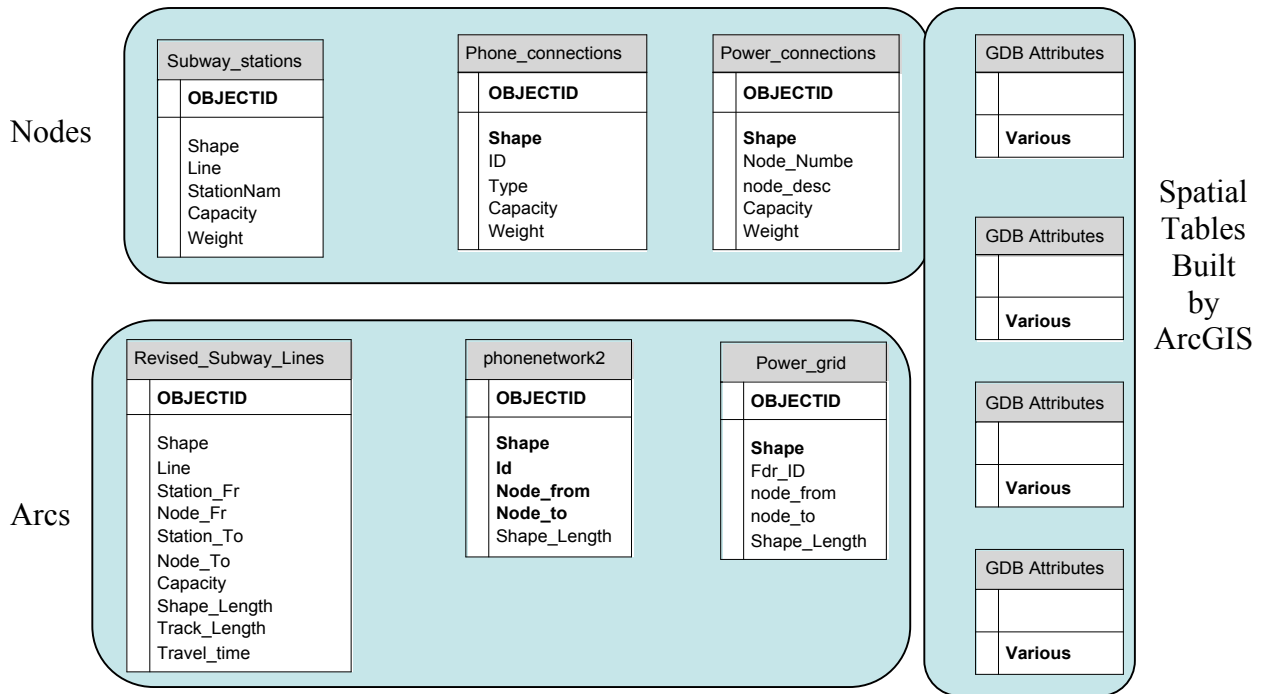 Nodes
Subway_stations
OBJECTID
Shape
Line
StationNam
Capacity
Weight
Phone_connections
OBJECTID
Shape
ID
Type
Capacity
Weight
Power_connections
OBJECTID
Shape
Node_Numbe
node_desc
Capacity
Weight
Arcs
Revised_Subway_Lines
OBJECTID
Shape
Line
Station_Fr
Node_Fr
Station_To
Node_To
Capacity
Shape_Length
Track_Length
Travel_time
phonenetwork2
OBJECTID
Shape
Id
Node_from
Node_to
Shape_Length
Power_grid
OBJECTID
Shape
Fdr_ID
node_from
node_to
Shape_Length
GDB Attributes
Various
GDB Attributes
Various
GDB Attributes
Various
GDB Attributes
Various
Spatial
Tables
Built
by
ArcGIS